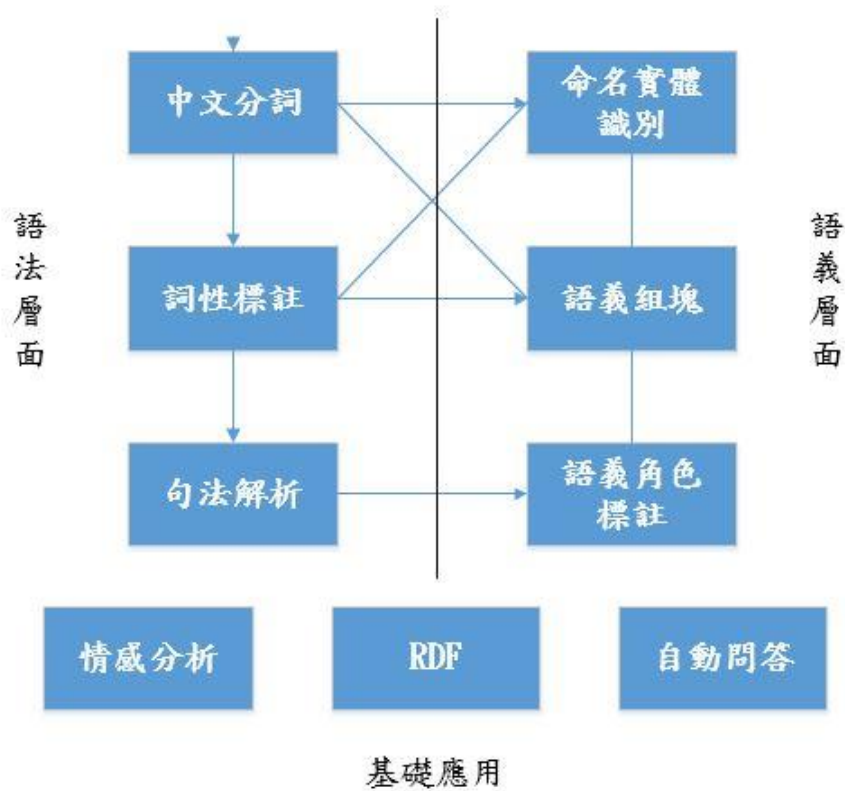 中文分詞
命名實體
識別
語法層面
詞性標註
語義組塊
語義層面
句法解析
語義角色
標註
情感分析
RDF
自動問答
基礎應用